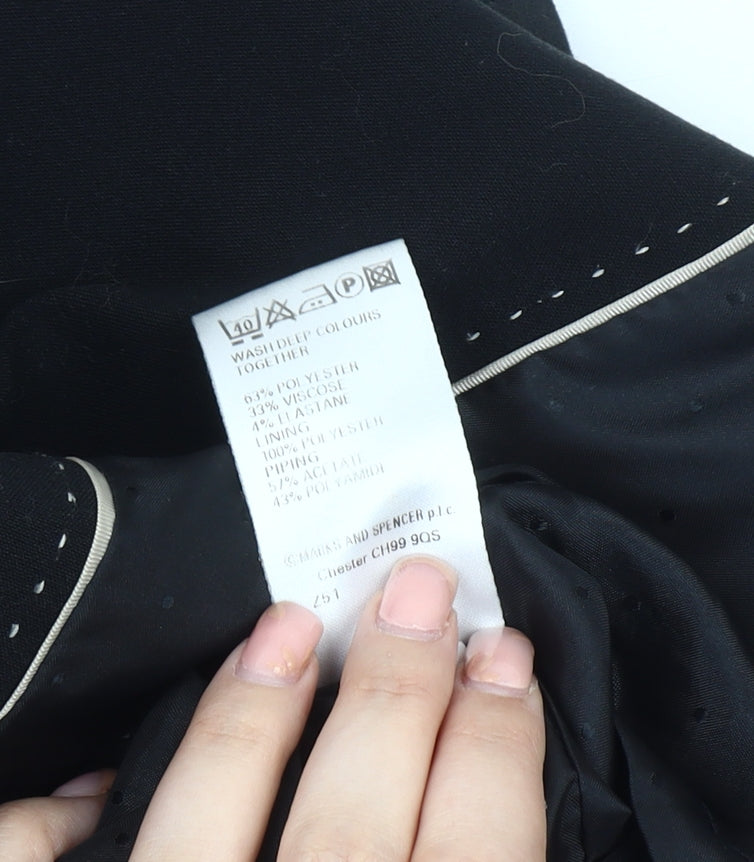 40 P
WASH DEEP COLOURS
TOGETHER
63% POLYESTER
33% VISCOSE
4% ELASTANE
LINING
100% POLYESTER
PIPING
57% ACETATE
43% POLYAMIDE
© MARKS AND SPENCER p.l.c
Chester CH99 9QS
Z51